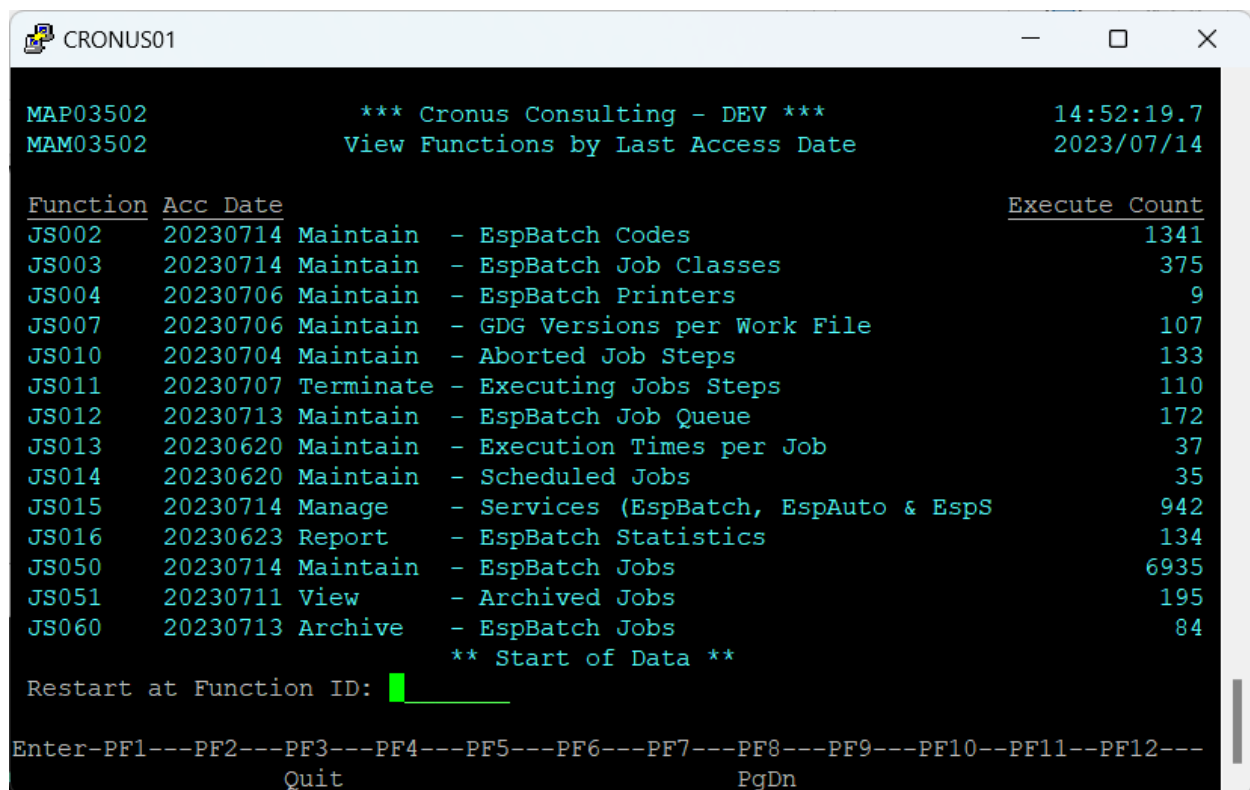 CRONUS01
MAP03502 *** Cronus Consulting - DEV *** 14:52:19.7
MAM03502 View Functions by Last Access Date 2023/07/14
Function Acc Date Execute Count
JS002 20230714 Maintain - EspBatch Codes 1341
JS003 20230714 Maintain - EspBatch Job Classes 375
JS004 20230706 Maintain - EspBatch Printers 9
JS007 20230706 Maintain - GDG Versions per Work File 107
JS010 20230704 Maintain - Aborted Job Steps 133
JS011 20230707 Terminate - Executing Jobs Steps 110
JS012 20230713 Maintain - EspBatch Job Queue 172
JS013 20230620 Maintain - Execution Times per Job 37
JS014 20230620 Maintain - Scheduled Jobs 35
JS015 20230714 Manage - Services (EspBatch, EspAuto & EspS 942
JS016 20230623 Report - EspBatch Statistics 134
JS050 20230714 Maintain - EspBatch Jobs 6935
JS051 20230711 View - Archived Jobs 195
JS060 20230713 Archive - EspBatch Jobs 84
** Start of Data **
Restart at Function ID:
Enter-PF1---PF2---PF3---PF4---PF5---PF6---PF7---PF8---PF9---PF10--PF11--PF12---
Quit PgDn